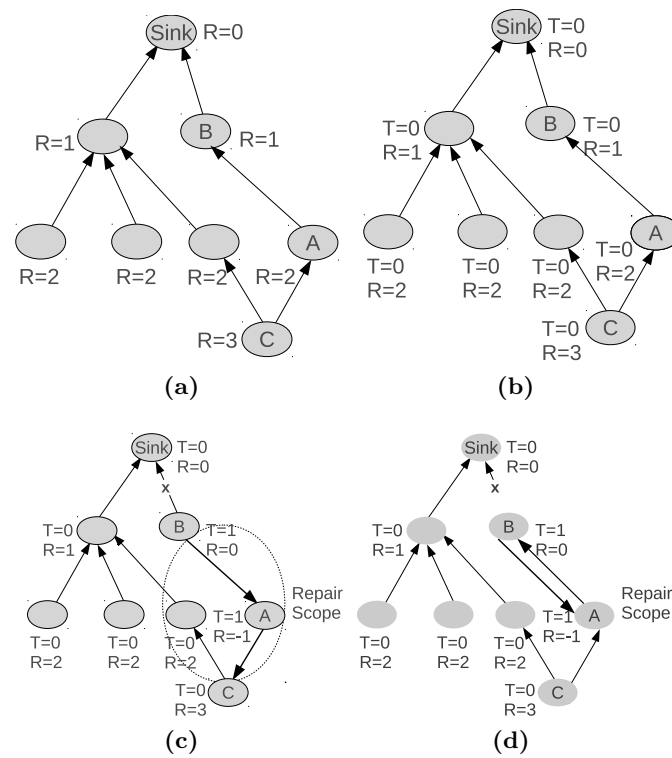 Sink R=0
R=1 B R=1
A
R=2 R=2 R=2 R=2
R=3 C
(a)
Sink T=0
R=0
T=0 B T=0
R=1 R=1
A
T=0 T=0 T=0 T=0
R=2 R=2 R=2 R=2
T=0 C
R=3
(b)
Sink T=0
R=0
x
T=0 B T=1
R=1 R=0
Repair
Scope
T=1 A
R=-1
T=0 T=0 T=0
R=2 R=2 R=2
T=0 C
R=3
(c)
Sink T=0
R=0
x
T=0 B T=1
R=1 R=0
Repair
Scope
T=1 A
R=-1
T=0 T=0 T=0
R=2 R=2 R=2
T=0 C
R=3
(d)